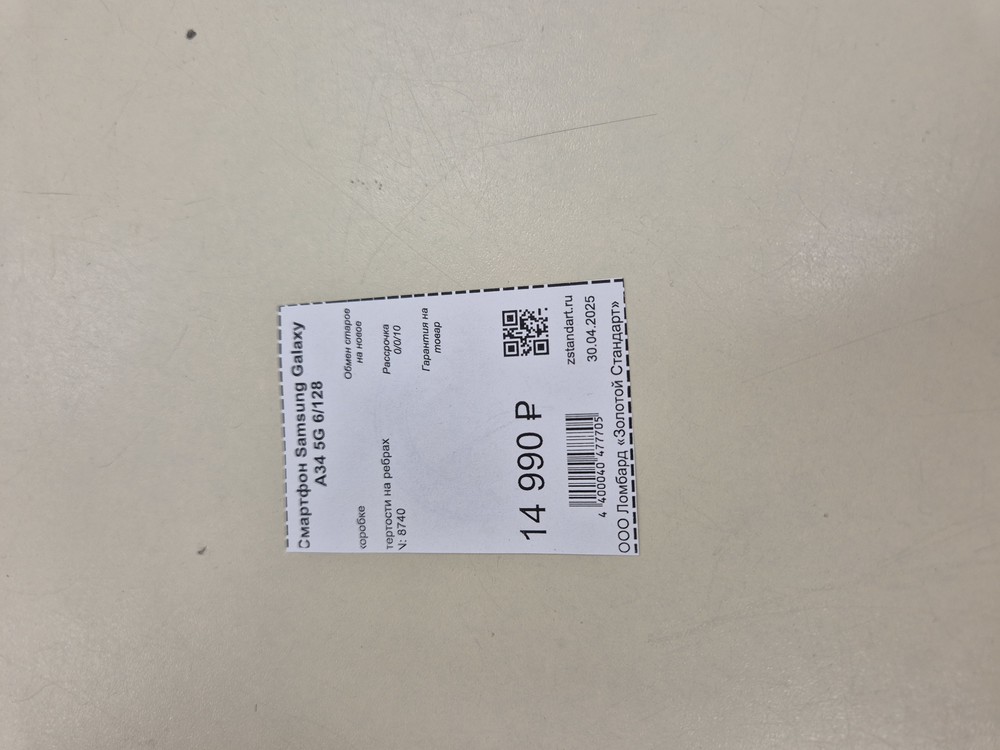 Смартфон Samsung Galaxy
A34 5G 6/128
Обмен старое
на новое
коробке
Рассрочка
0/0/10
тертости на ребрах
N: 8740
Гарантия на
товар
14 990 ₽
zstandart.ru
4 400040 477705
30.04.2025
ООО Ломбард «Золотой Стандарт»